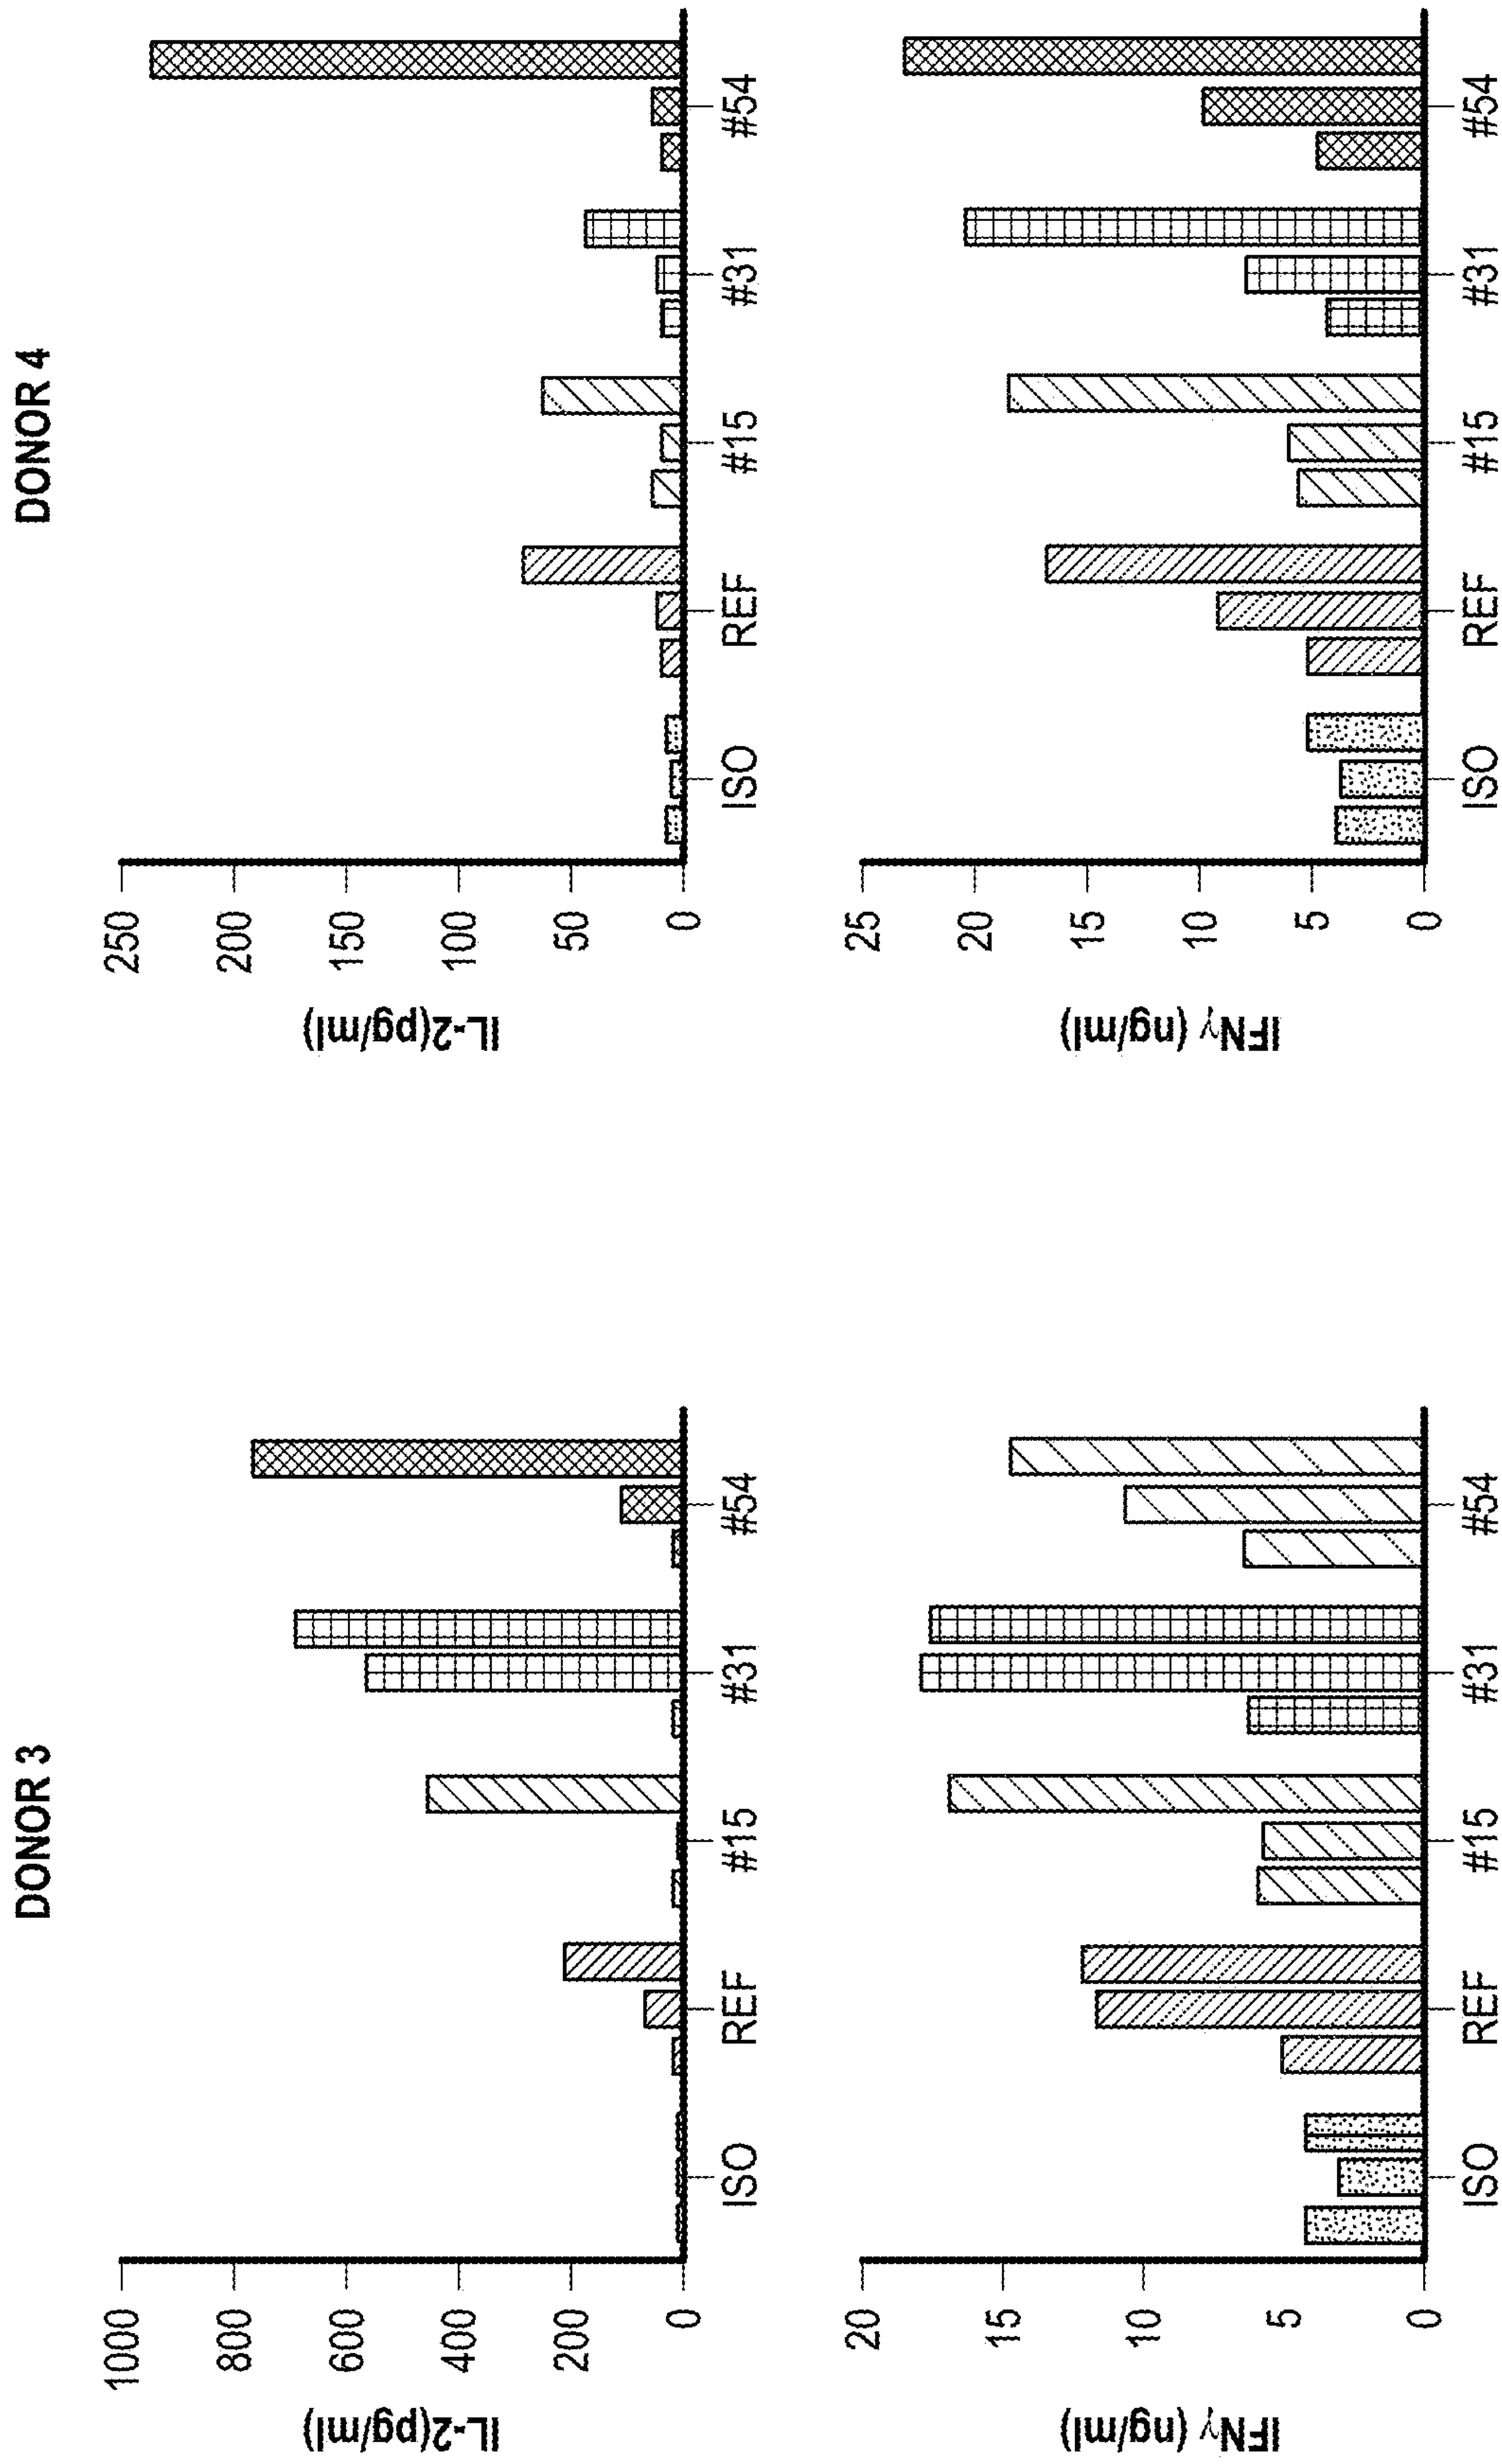 DONOR 3
IL-2(pg/ml)
1000
800
600
400
200
0
ISO REF #15 #31 #54
IFNγ (ng/ml)
20
15
10
5
0
ISO REF #15 #31 #54
DONOR 4
IL-2(pg/ml)
250
200
150
100
50
0
ISO REF #15 #31 #54
IFNγ (ng/ml)
25
20
15
10
5
0
ISO REF #15 #31 #54